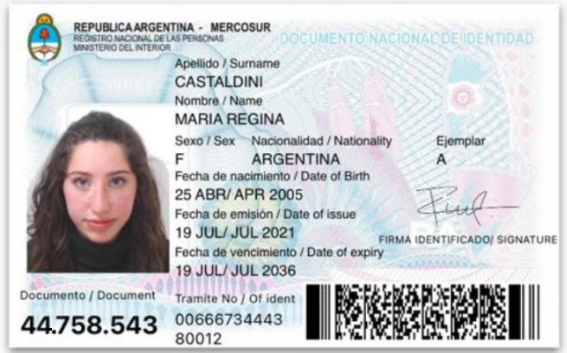 REPUBLICA ARGENTINA - MERCOSUR
REGISTRO NACIONAL DE LAS PERSONAS
MINISTERIO DEL INTERIOR
DOCUMENTO NACIONAL DE IDENTIDAD
Apellido / Surname
CASTALDINI
Nombre / Name
MARIA REGINA
Sexo / Sex Nacionalidad / Nationality Ejemplar
F ARGENTINA A
Fecha de nacimiento / Date of Birth
25 ABR/ APR 2005
Fecha de emisión / Date of issue
19 JUL/ JUL 2021
FIRMA IDENTIFICADO/ SIGNATURE
Fecha de vencimiento / Date of expiry
19 JUL/ JUL 2036
Documento / Document
44.758.543
Tramite No / Of ident
00666734443
80012